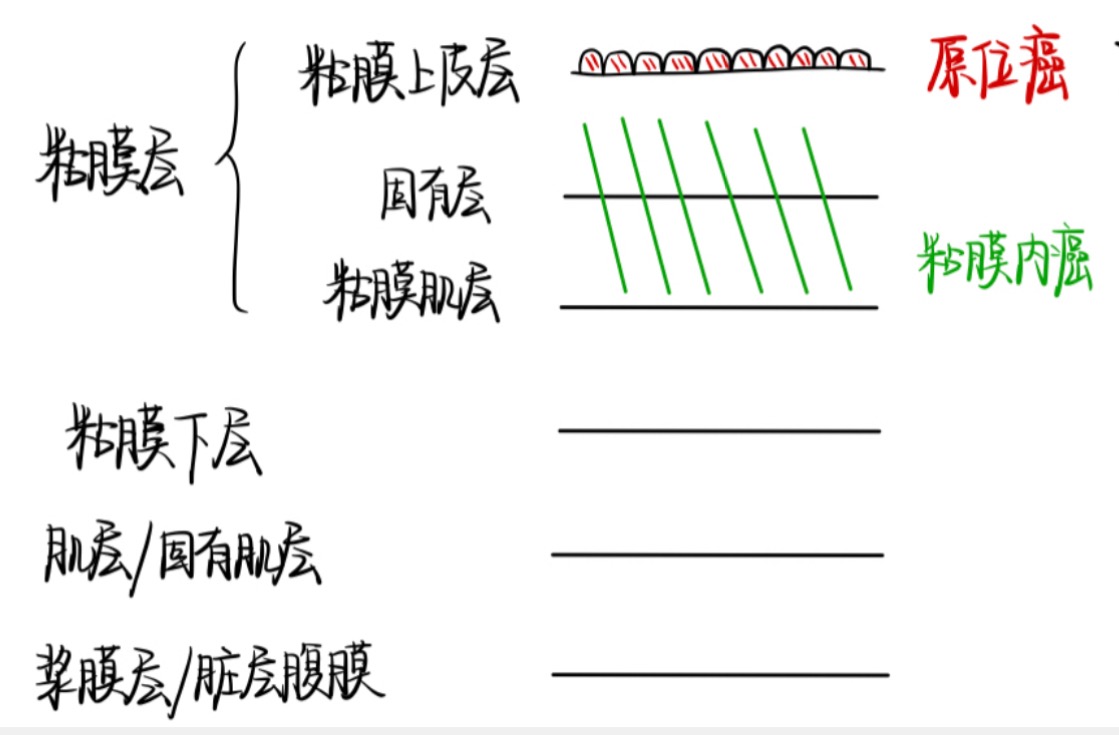 粘膜上皮层 原位癌
粘膜层
固有层
粘膜内癌
粘膜肌层
粘膜下层
肌层/固有肌层
浆膜层/脏层腹膜